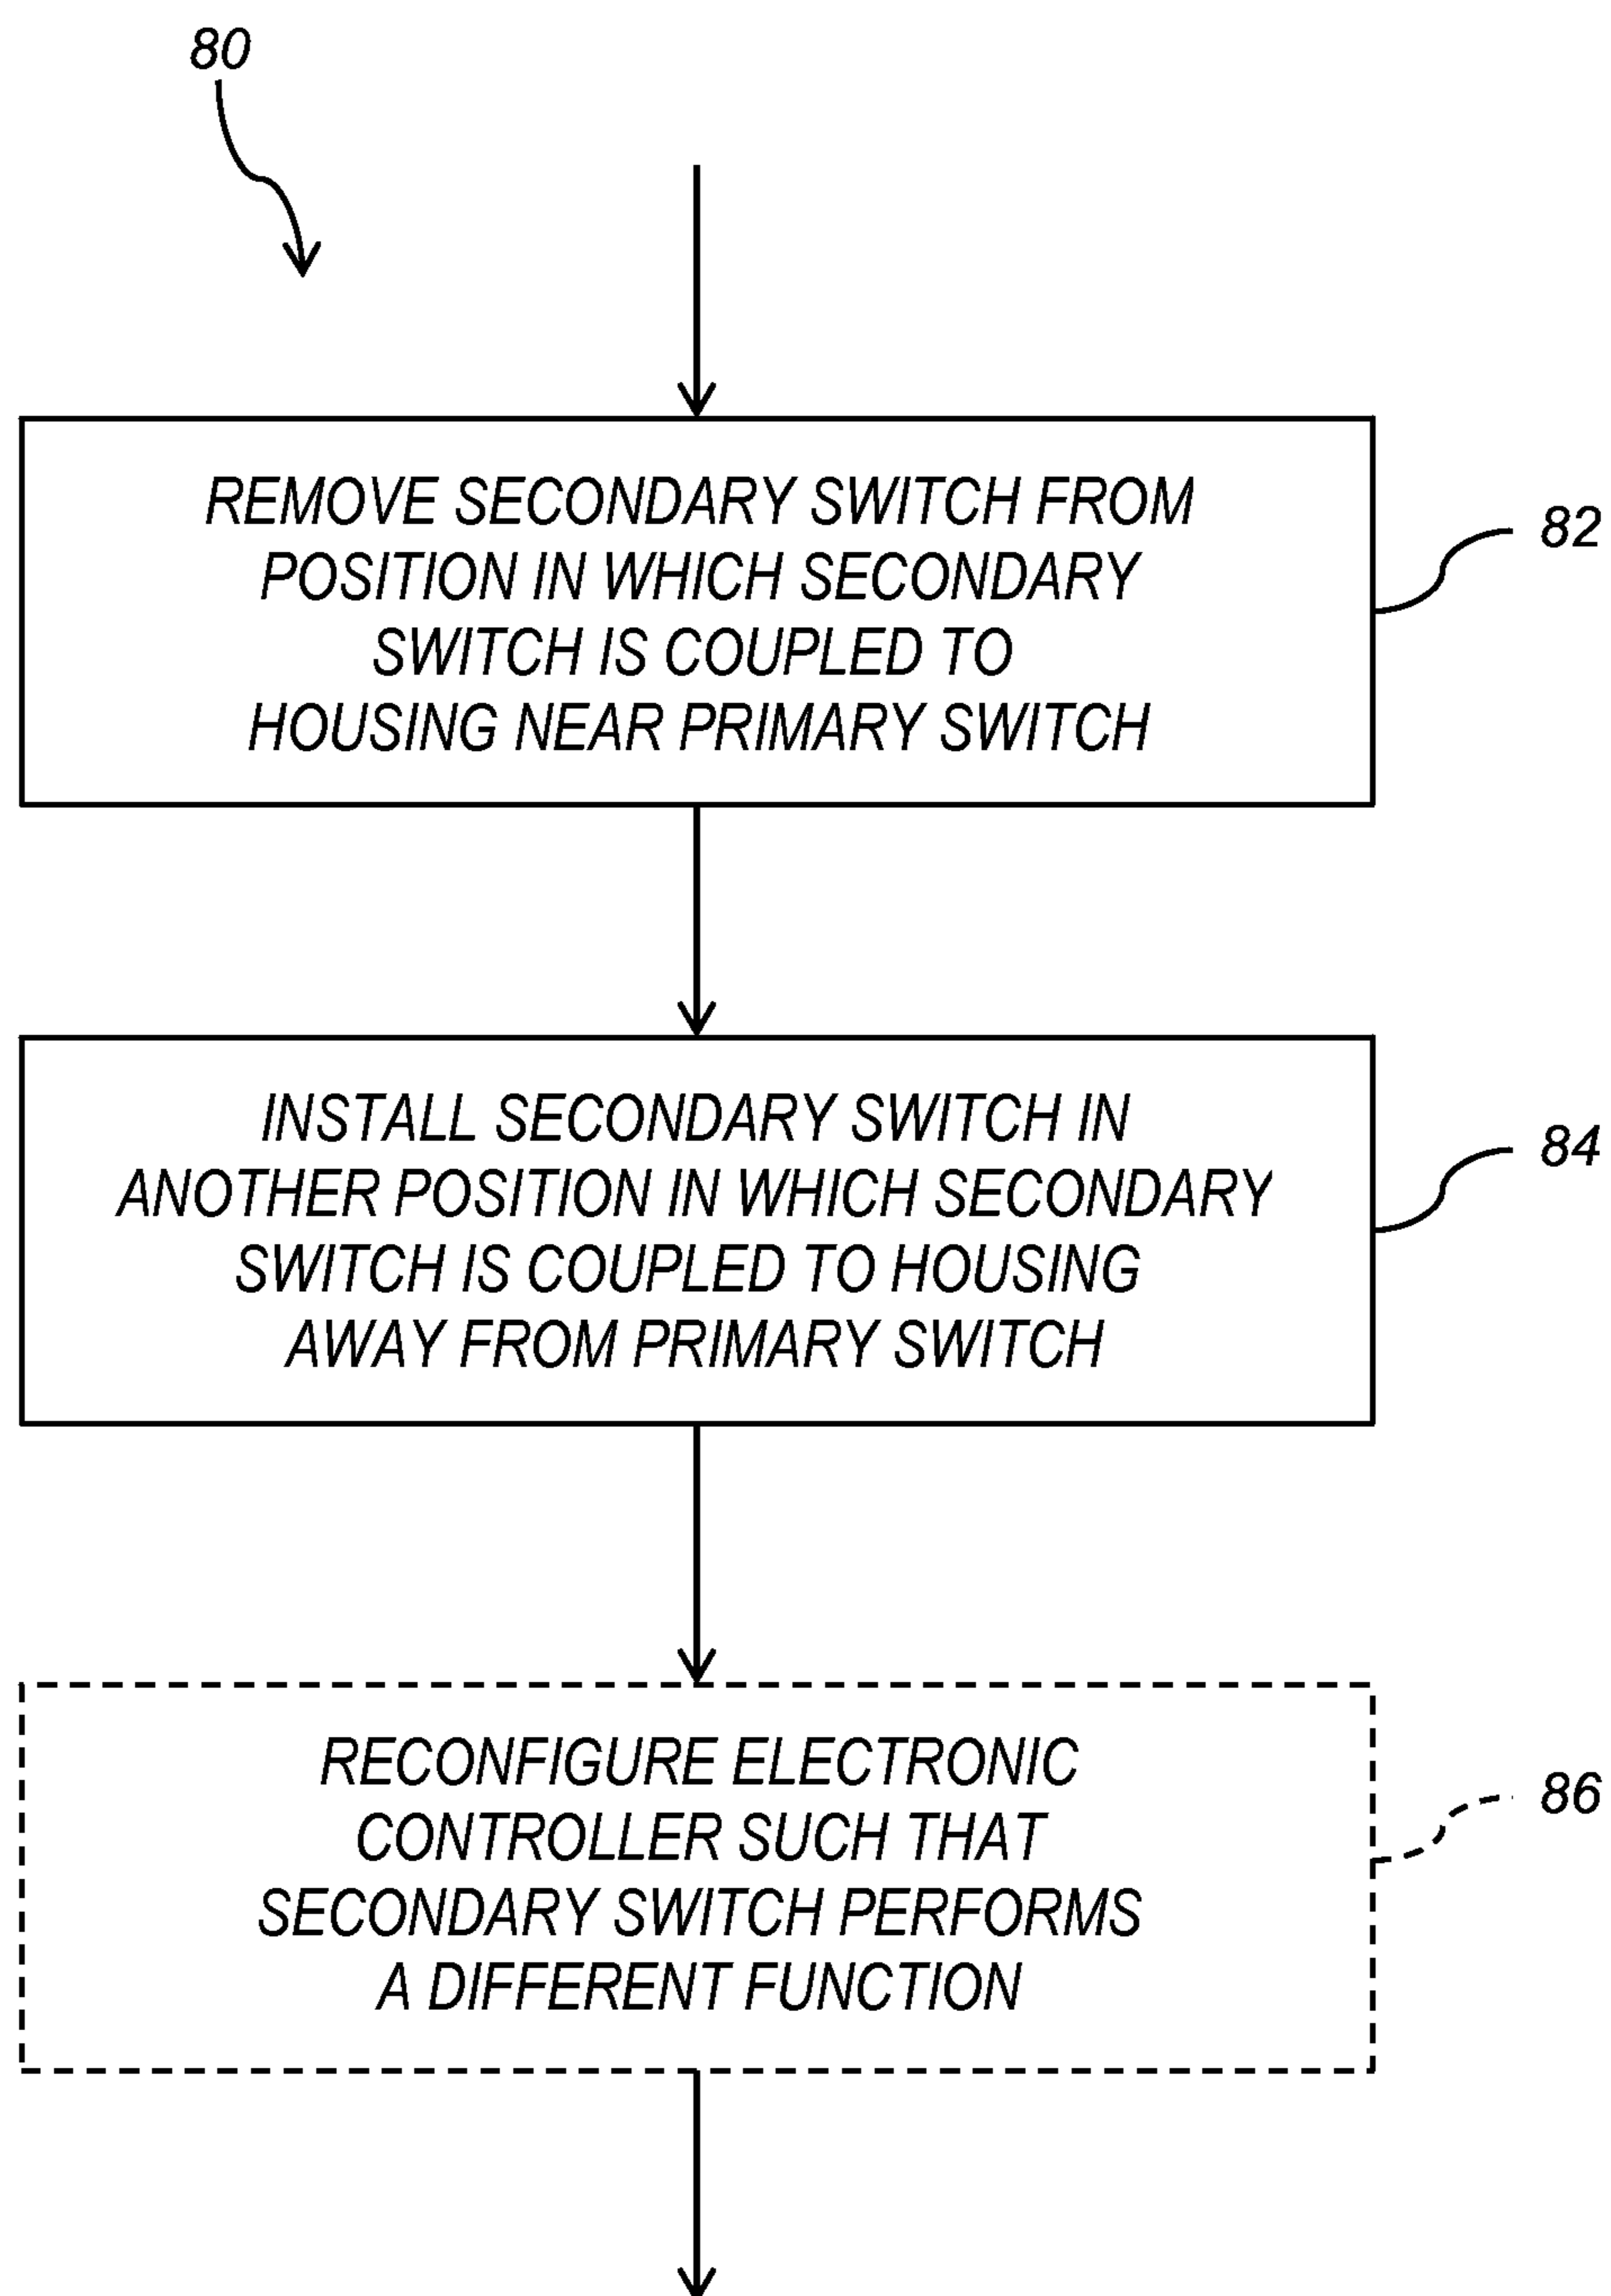 80
REMOVE SECONDARY SWITCH FROM
POSITION IN WHICH SECONDARY
SWITCH IS COUPLED TO
HOUSING NEAR PRIMARY SWITCH
82
INSTALL SECONDARY SWITCH IN
ANOTHER POSITION IN WHICH SECONDARY
SWITCH IS COUPLED TO HOUSING
AWAY FROM PRIMARY SWITCH
84
RECONFIGURE ELECTRONIC
CONTROLLER SUCH THAT
SECONDARY SWITCH PERFORMS
A DIFFERENT FUNCTION
86